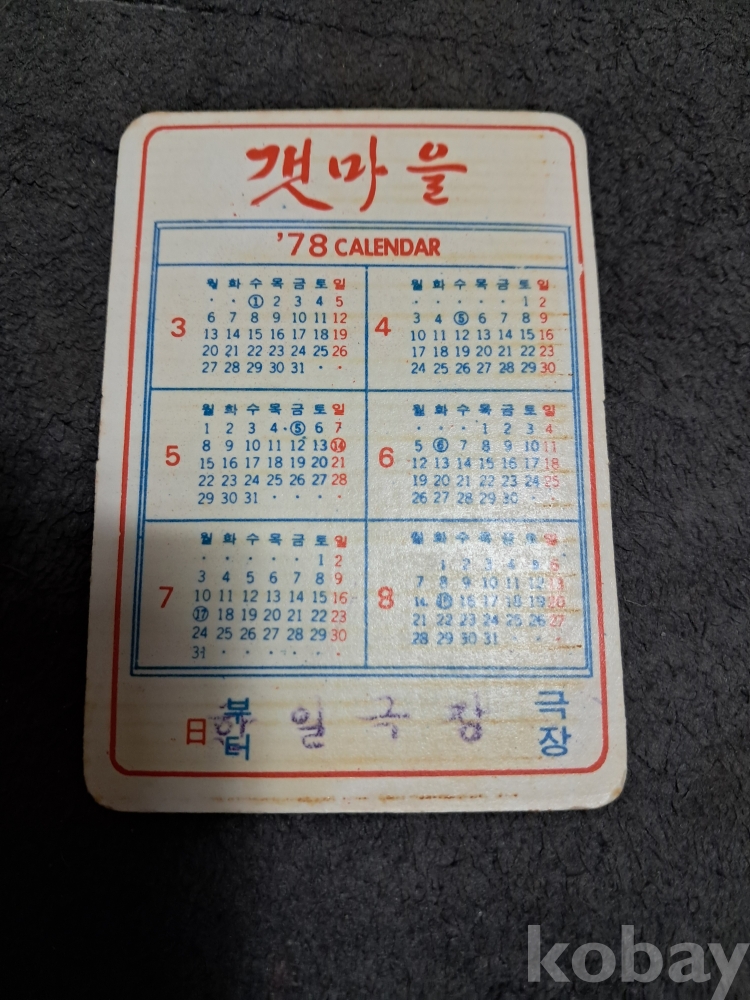 갯마을
'78 CALENDAR
3
월 화 수 목 금 토 일
· · 1 2 3 4 5
6 7 8 9 10 11 12
13 14 15 16 17 18 19
20 21 22 23 24 25 26
27 28 29 30 31 · ·
4
월 화 수 목 금 토 일
· · · · · 1 2
3 4 5 6 7 8 9
10 11 12 13 14 15 16
17 18 19 20 21 22 23
24 25 26 27 28 29 30
5
월 화 수 목 금 토 일
1 2 3 4 5 6 7
8 9 10 11 12 13 14
15 16 17 18 19 20 21
22 23 24 25 26 27 28
29 30 31 · · · ·
6
월 화 수 목 금 토 일
· · · 1 2 3 4
5 6 7 8 9 10 11
12 13 14 15 16 17 18
19 20 21 22 23 24 25
26 27 28 29 30 · ·
7
월 화 수 목 금 토 일
· · · · · 1 2
3 4 5 6 7 8 9
10 11 12 13 14 15 16
17 18 19 20 21 22 23
24 25 26 27 28 29 30
31 · · · · · ·
8
월 화 수 목 금 토 일
1 2 3 4 5 6
7 8 9 10 11 12 13
14 15 16 17 18 19 20
21 22 23 24 25 26 27
28 29 30 31 · · ·
日 부터 극장
일 극 장
kobay